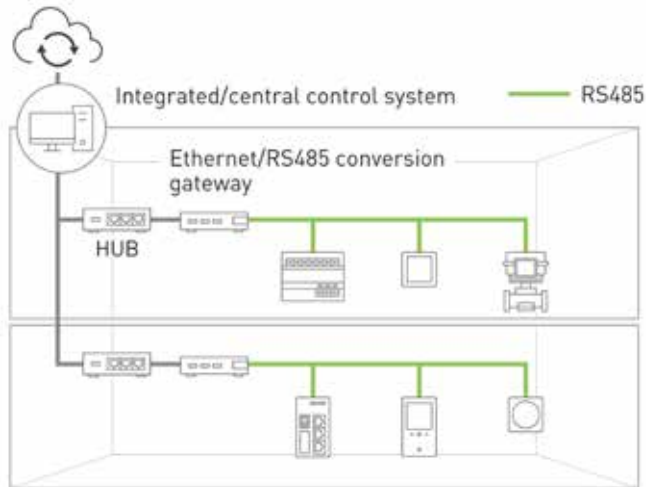 Integrated/central control system
RS485
Ethernet/RS485 conversion
gateway
HUB